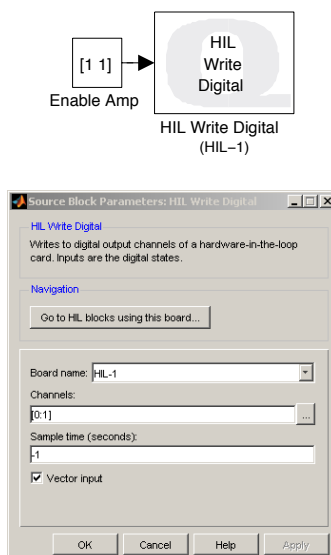 [1 1]
Enable Amp
HIL
Write
Digital
HIL Write Digital
(HIL−1)
Source Block Parameters: HIL Write Digital
HIL Write Digital
Writes to digital output channels of a hardware-in-the-loop
card. Inputs are the digital states.
Navigation
Go to HIL blocks using this board...
Board name: HIL-1
Channels:
[0:1]
...
Sample time (seconds):
-1
Vector input
OK Cancel Help Apply